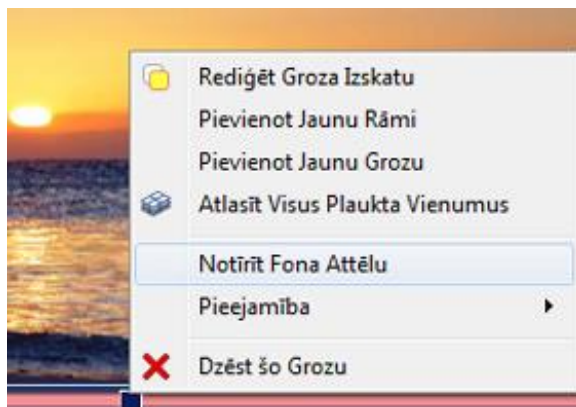 Rediģēt Groza Izskatu
Pievienot Jaunu Rāmi
Pievienot Jaunu Grozu
Atlasīt Visus Plaukta Vienumus
Notīrīt Fona Attēlu
Pieejamība
Dzēst šo Grozu